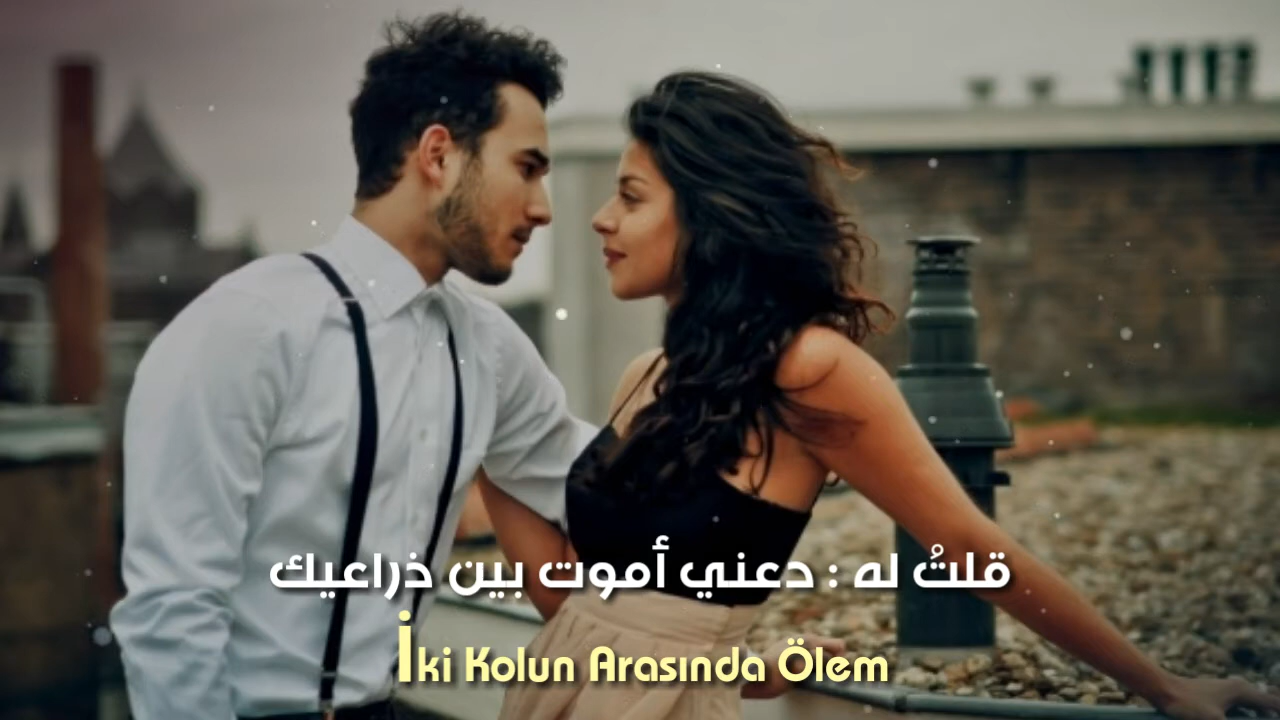 قلتُ له : دعني أموت بين ذراعيك
İki Kolun Arasında Ölem